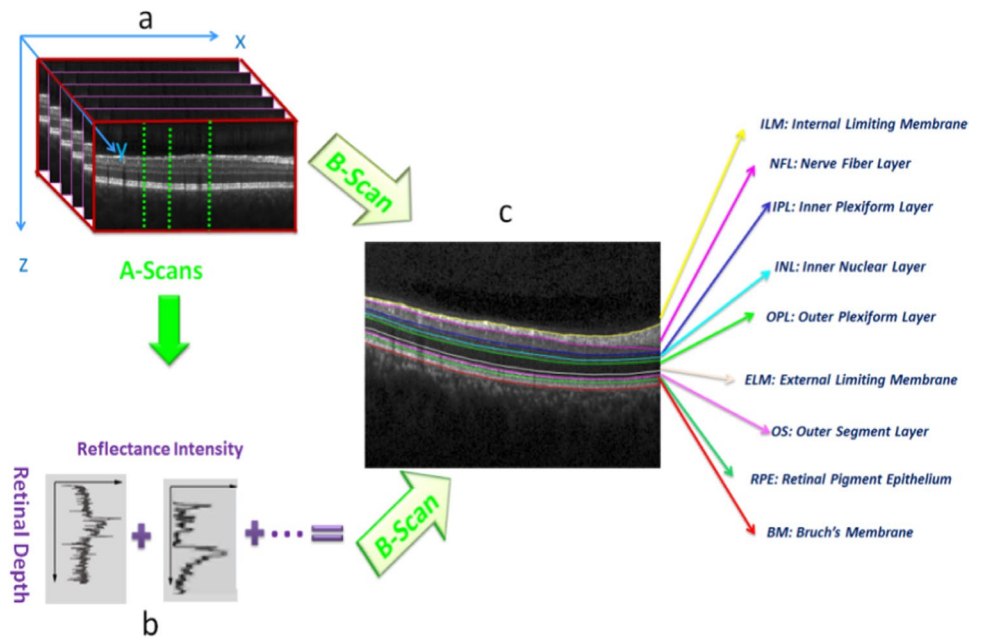 a
x
y
z
A-Scans
B-Scan
c
ILM: Internal Limiting Membrane
NFL: Nerve Fiber Layer
IPL: Inner Plexiform Layer
INL: Inner Nuclear Layer
OPL: Outer Plexiform Layer
ELM: External Limiting Membrane
OS: Outer Segment Layer
RPE: Retinal Pigment Epithelium
BM: Bruch's Membrane
Reflectance Intensity
Retinal Depth
B-Scan
b